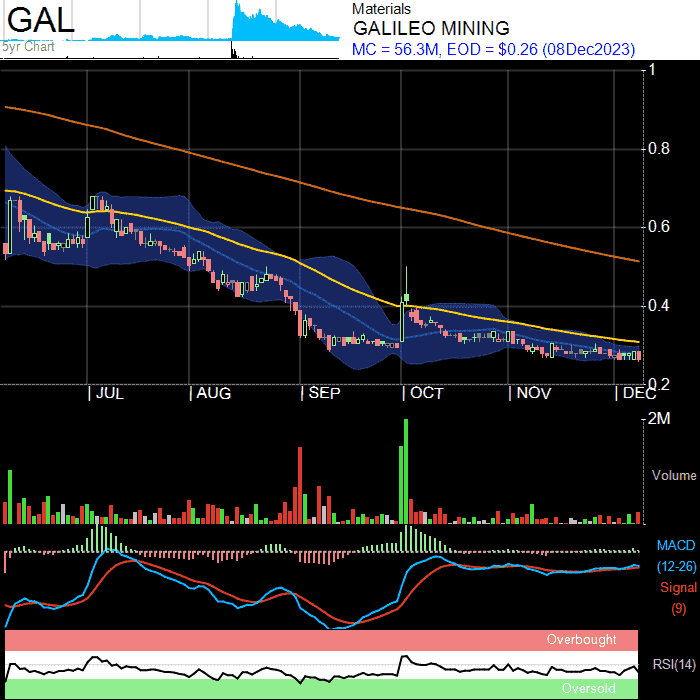 GAL
5yr Chart
Materials
GALILEO MINING
MC = 56.3M, EOD = $0.26 (08Dec2023)
1
0.8
0.6
0.4
0.2
JUL AUG SEP OCT NOV DEC
2M
Volume
MACD
(12-26)
Signal
(9)
Overbought
RSI(14)
Oversold